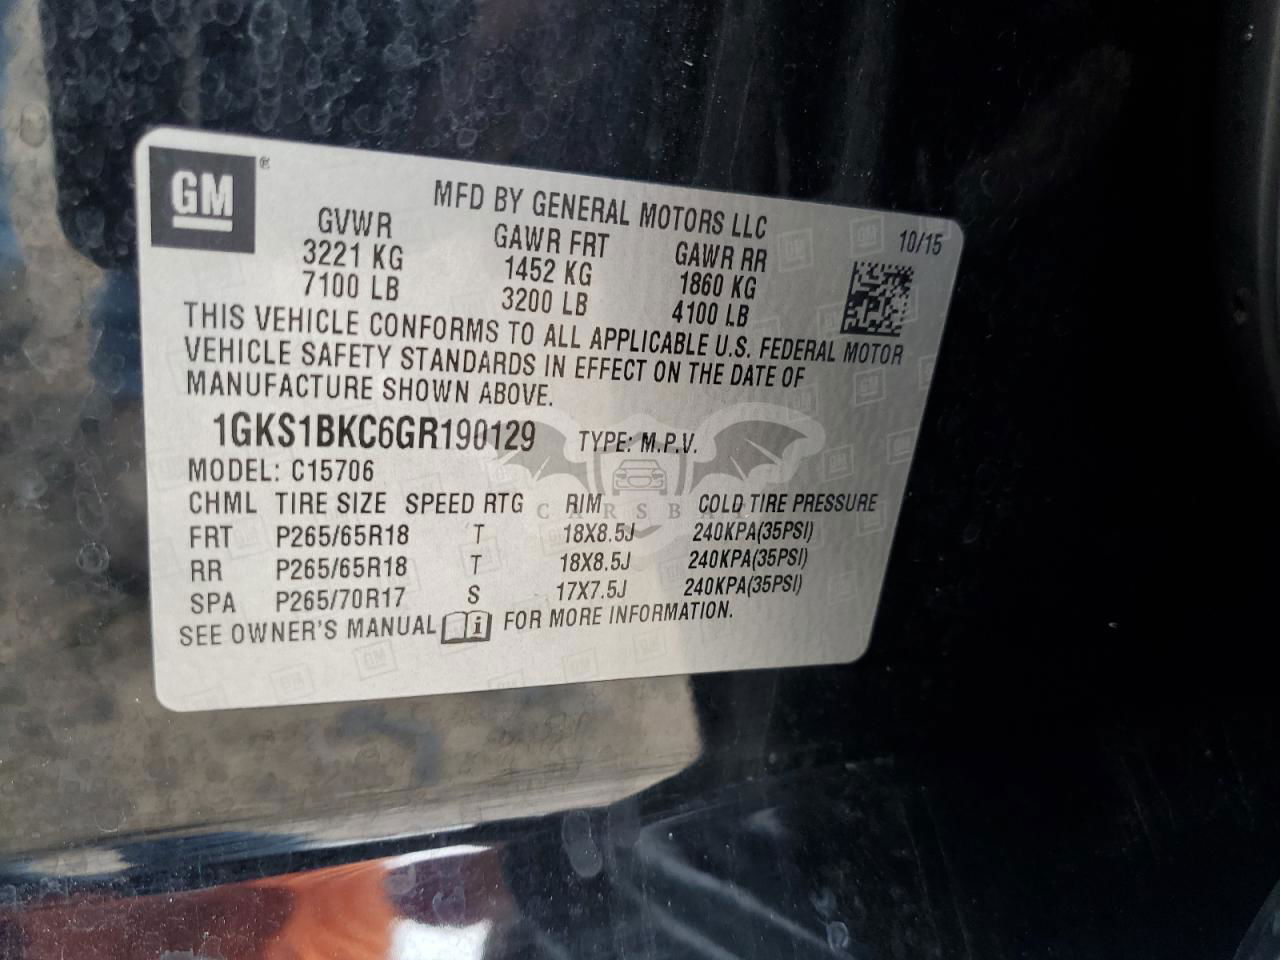 GM ®
MFD BY GENERAL MOTORS LLC
10/15
GVWR GAWR FRT GAWR RR
3221 KG 1452 KG 1860 KG
7100 LB 3200 LB 4100 LB
THIS VEHICLE CONFORMS TO ALL APPLICABLE U.S. FEDERAL MOTOR
VEHICLE SAFETY STANDARDS IN EFFECT ON THE DATE OF
MANUFACTURE SHOWN ABOVE.
1GKS1BKC6GR190129 TYPE: M.P.V.
MODEL: C15706
CHML TIRE SIZE SPEED RTG RIM COLD TIRE PRESSURE
FRT P265/65R18 T 18X8.5J 240KPA(35PSI)
RR P265/65R18 T 18X8.5J 240KPA(35PSI)
SPA P265/70R17 S 17X7.5J 240KPA(35PSI)
SEE OWNER'S MANUAL i FOR MORE INFORMATION.